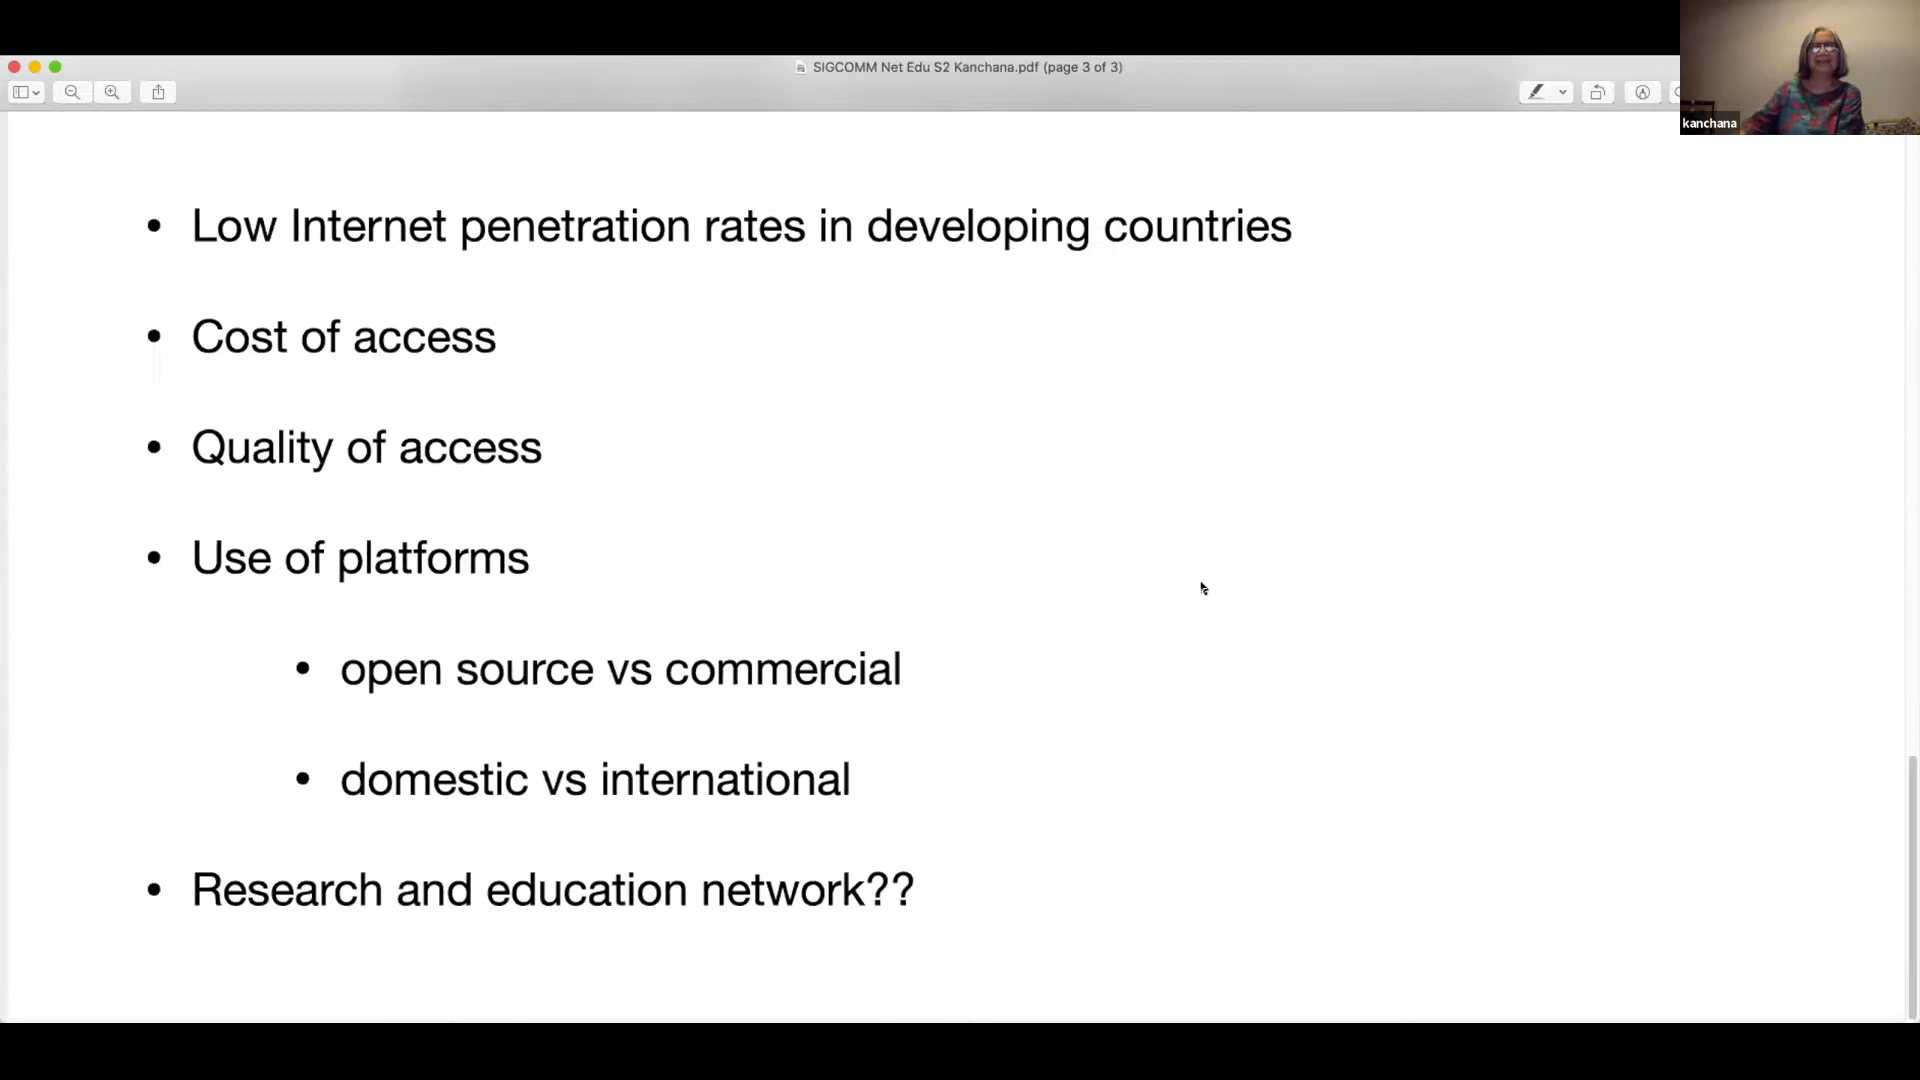 SIGCOMM Net Edu S2 Kanchana.pdf (page 3 of 3)
kanchana
• Low Internet penetration rates in developing countries
• Cost of access
• Quality of access
• Use of platforms
• open source vs commercial
• domestic vs international
• Research and education network??